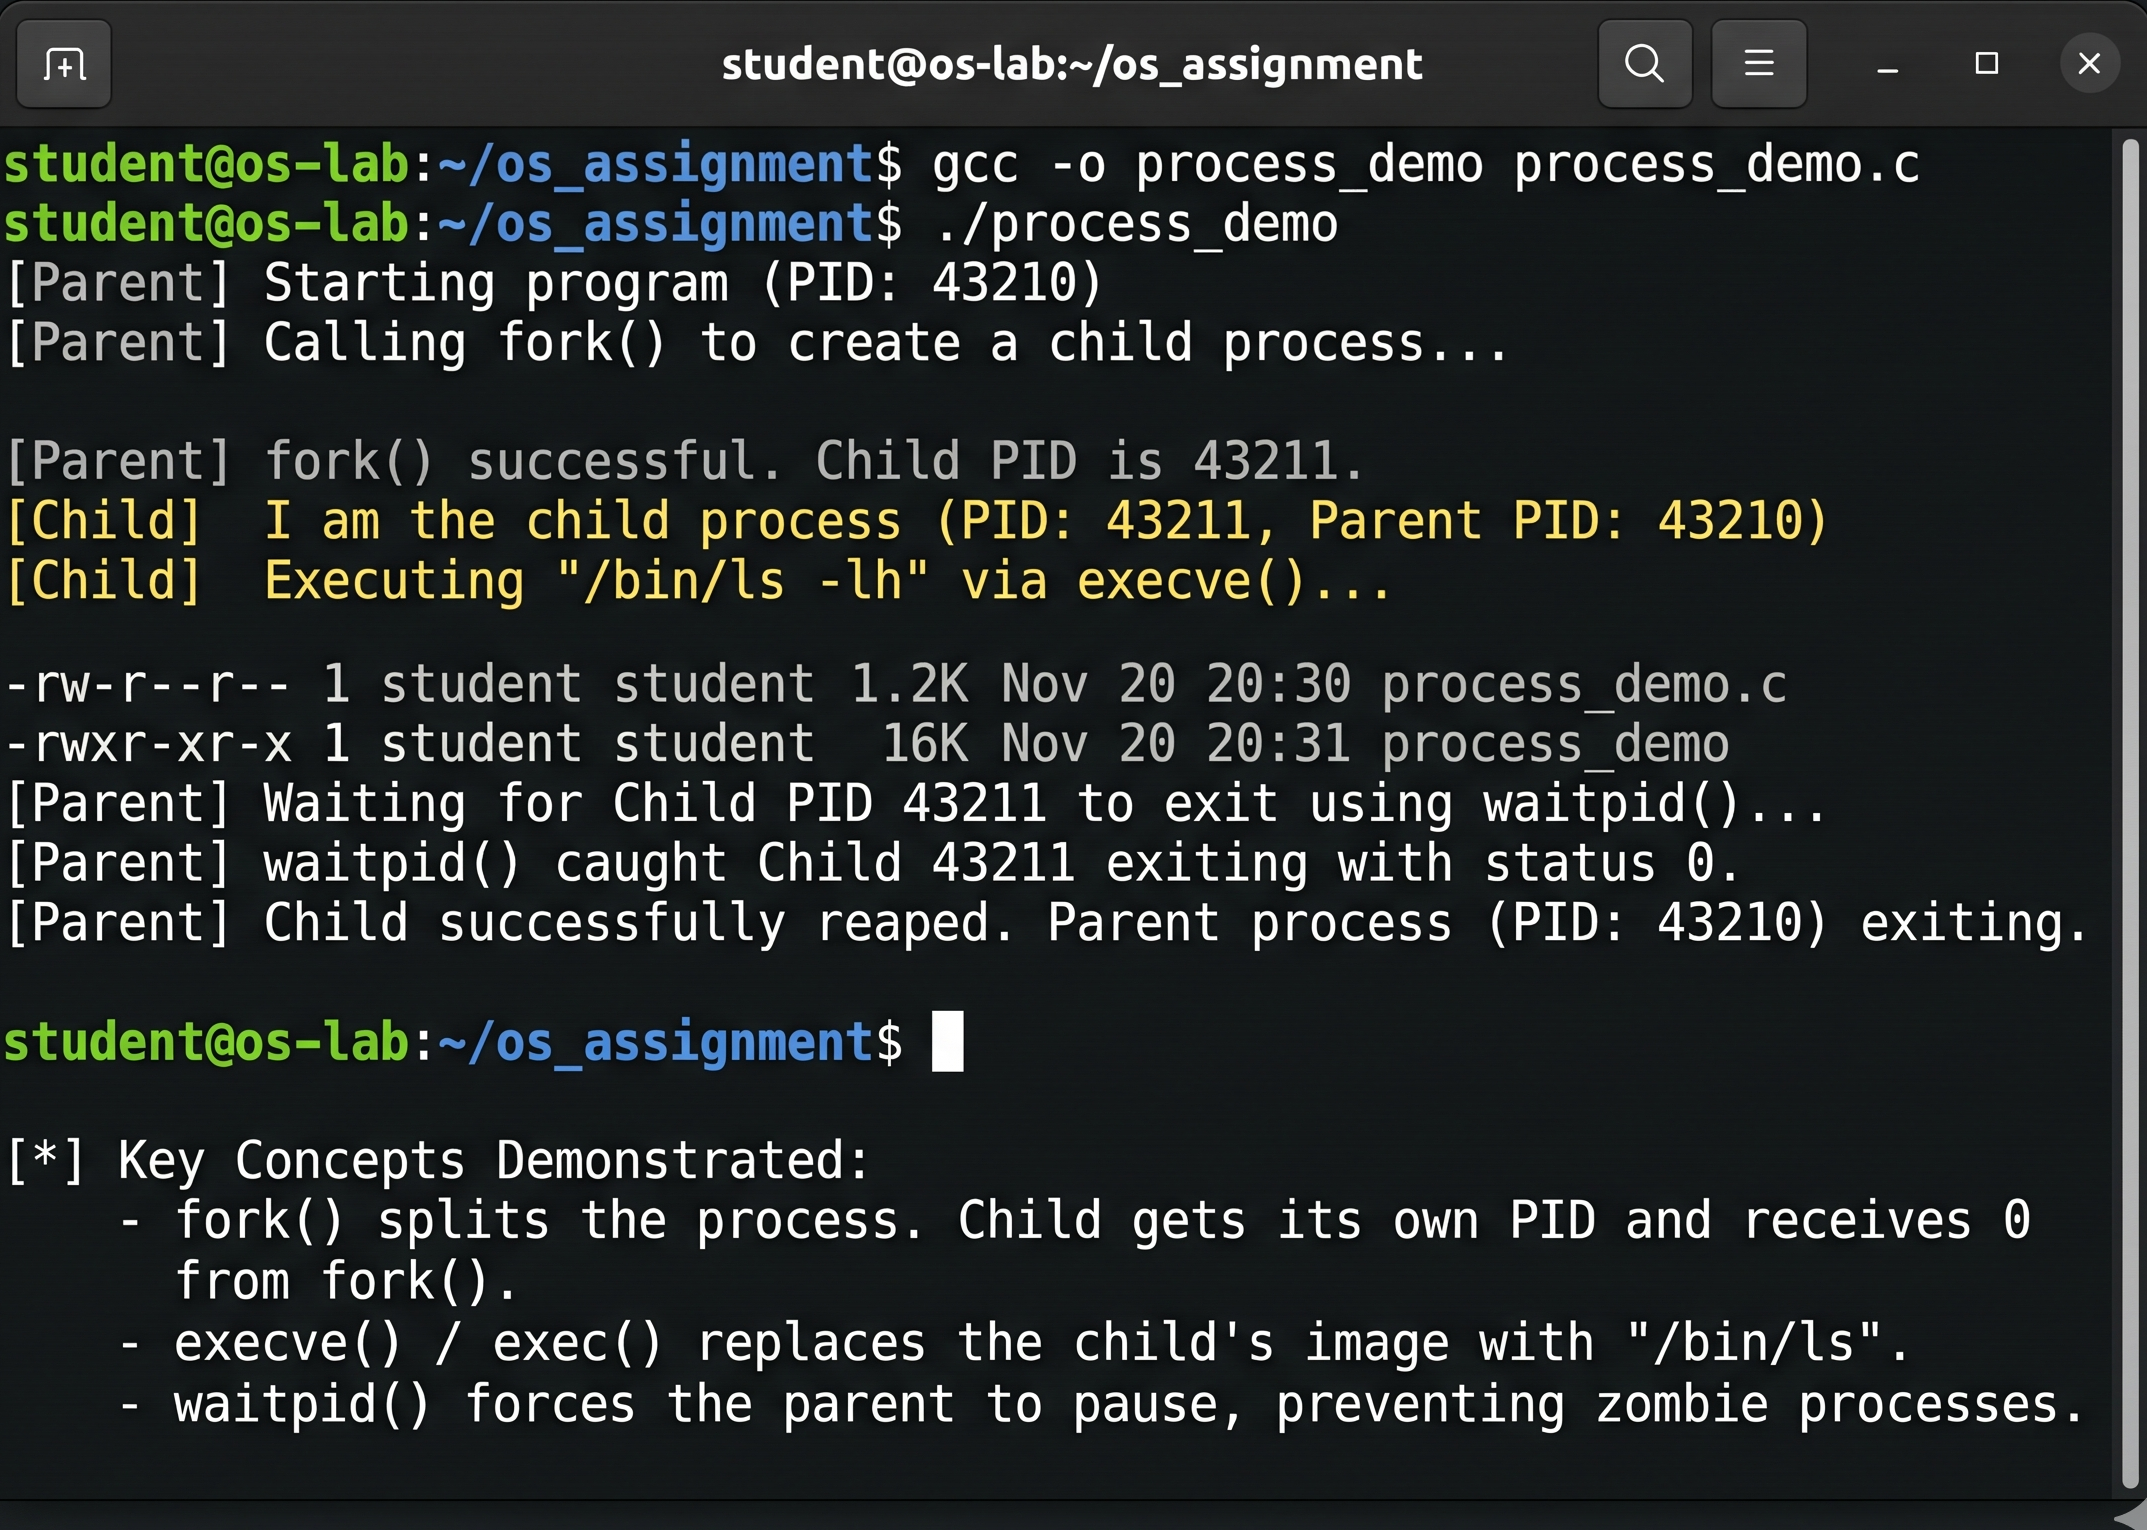 student@os-lab:~/os_assignment
student@os-lab:~/os_assignment$ gcc -o process_demo process_demo.c
student@os-lab:~/os_assignment$ ./process_demo
[Parent] Starting program (PID: 43210)
[Parent] Calling fork() to create a child process...
[Parent] fork() successful. Child PID is 43211.
[Child]  I am the child process (PID: 43211, Parent PID: 43210)
[Child]  Executing "/bin/ls -lh" via execve()...
-rw-r--r-- 1 student student 1.2K Nov 20 20:30 process_demo.c
-rwxr-xr-x 1 student student  16K Nov 20 20:31 process_demo
[Parent] Waiting for Child PID 43211 to exit using waitpid()...
[Parent] waitpid() caught Child 43211 exiting with status 0.
[Parent] Child successfully reaped. Parent process (PID: 43210) exiting.
student@os-lab:~/os_assignment$
[*] Key Concepts Demonstrated:
    - fork() splits the process. Child gets its own PID and receives 0
      from fork().
    - execve() / exec() replaces the child's image with "/bin/ls".
    - waitpid() forces the parent to pause, preventing zombie processes.